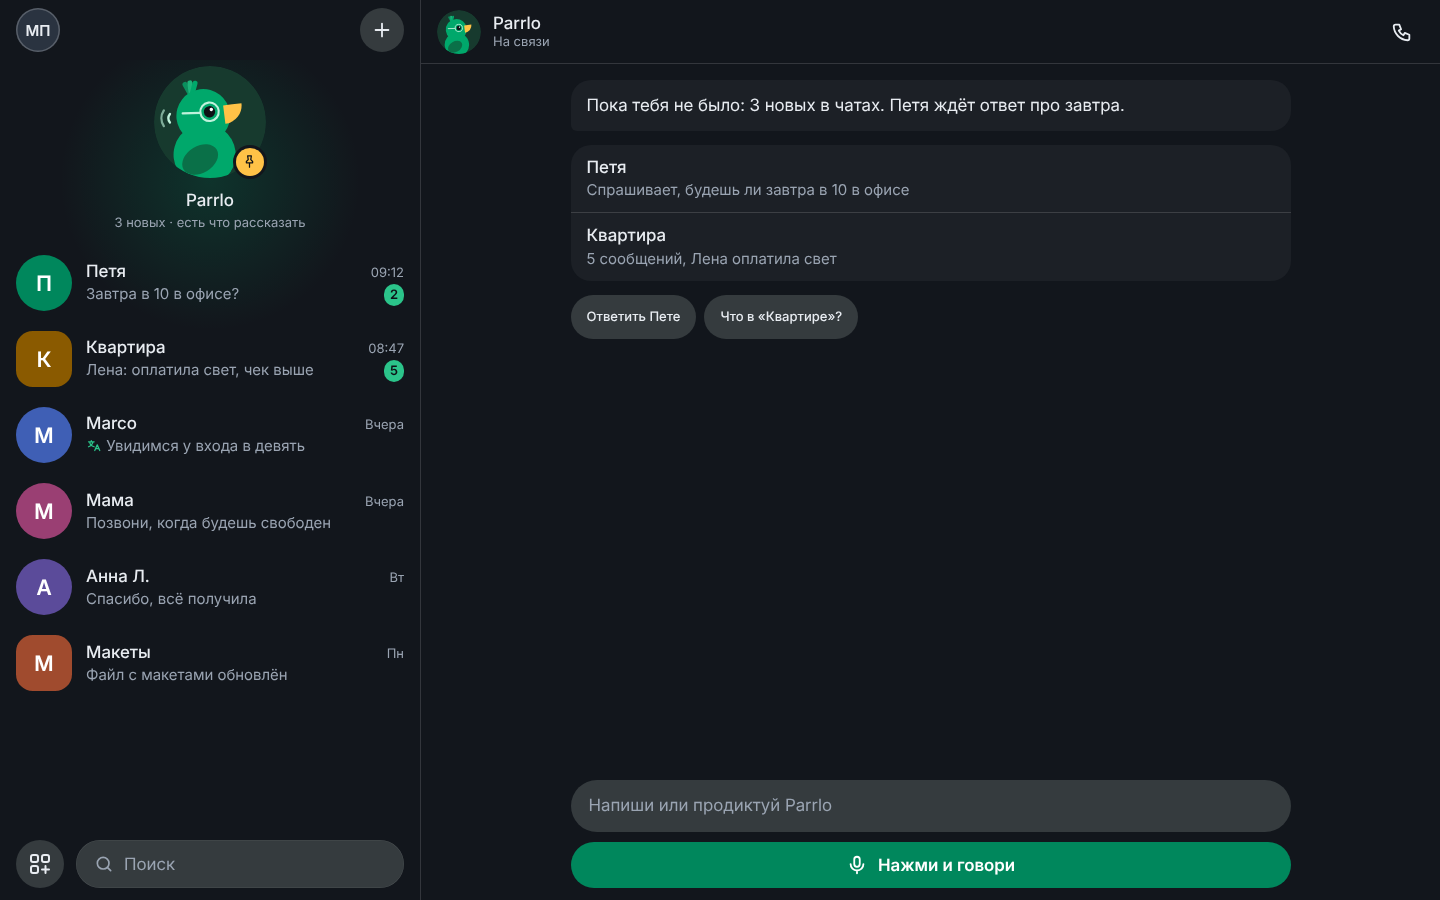 МП
Parrlo
3 новых · есть что рассказать
П
Петя
09:12
Завтра в 10 в офисе?
2
К
Квартира
08:47
Лена: оплатила свет, чек выше
5
M
Marco
Вчера
Увидимся у входа в девять
М
Мама
Вчера
Позвони, когда будешь свободен
А
Анна Л.
Вт
Спасибо, всё получила
М
Макеты
Пн
Файл с макетами обновлён
Поиск
Parrlo
На связи
Пока тебя не было: 3 новых в чатах. Петя ждёт ответ про завтра.
Петя
Спрашивает, будешь ли завтра в 10 в офисе
Квартира
5 сообщений, Лена оплатила свет
Ответить Пете
Что в «Квартире»?
Напиши или продиктуй Parrlo
Нажми и говори